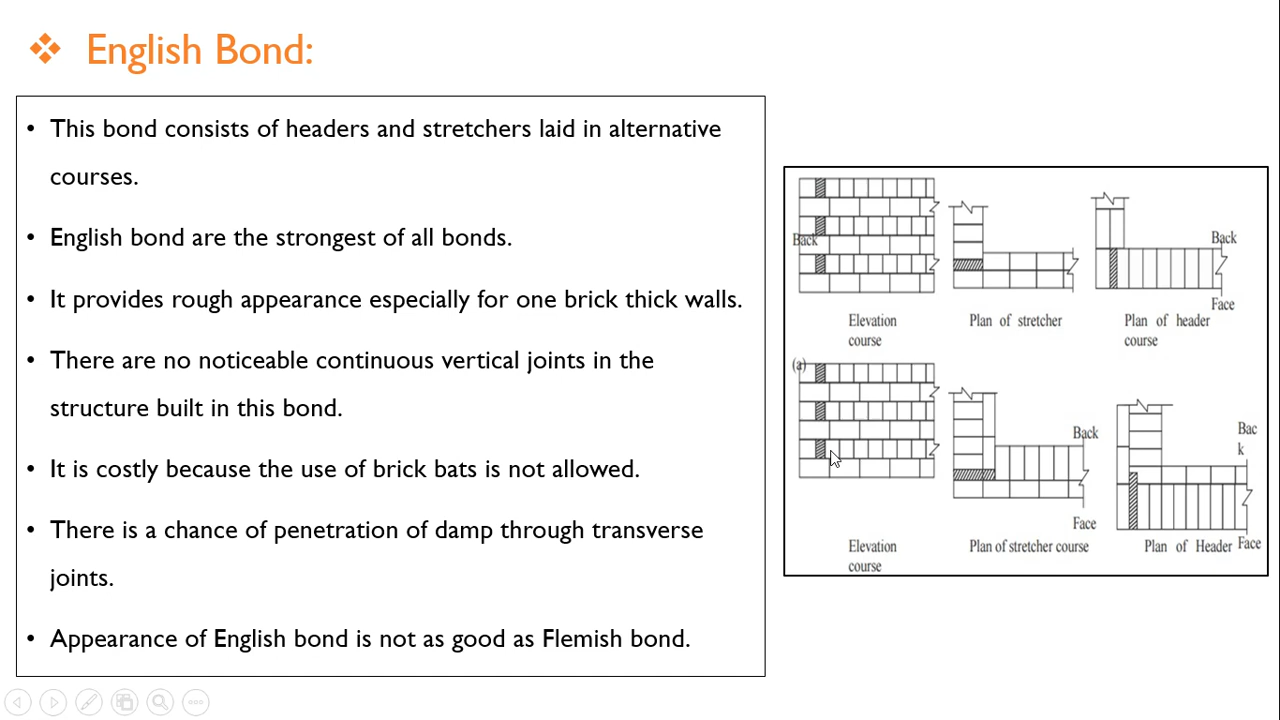 English Bond:
• This bond consists of headers and stretchers laid in alternative
courses.
• English bond are the strongest of all bonds.
• It provides rough appearance especially for one brick thick walls.
• There are no noticeable continuous vertical joints in the
structure built in this bond.
• It is costly because the use of brick bats is not allowed.
• There is a chance of penetration of damp through transverse
joints.
• Appearance of English bond is not as good as Flemish bond.
Back
Back
Face
Elevation
course
Plan of stretcher
Plan of header
course
(a)
Back
Face
Bac
k
Face
Elevation
course
Plan of stretcher course
Plan of Header